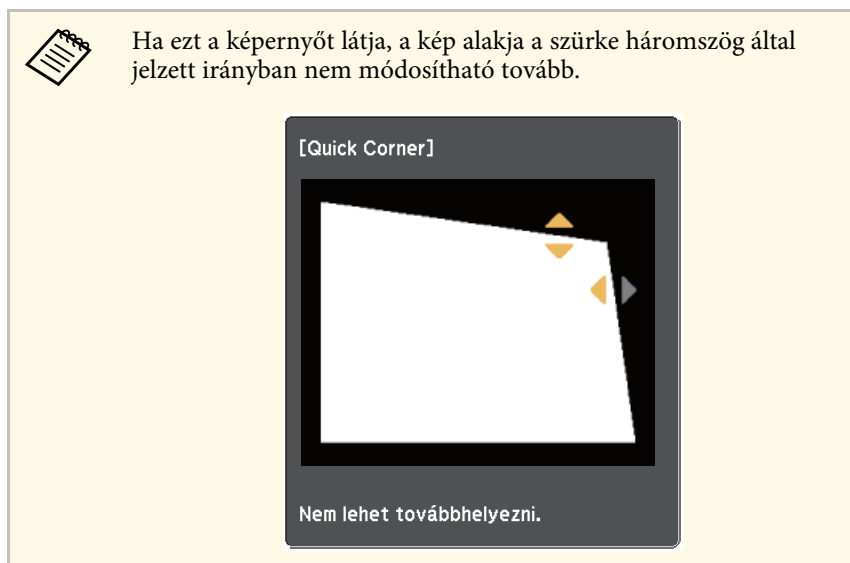 Ha ezt a képernyőt látja, a kép alakja a szürke háromszög által
jelzett irányban nem módosítható tovább.
[Quick Corner]
Nem lehet továbbhelyezni.